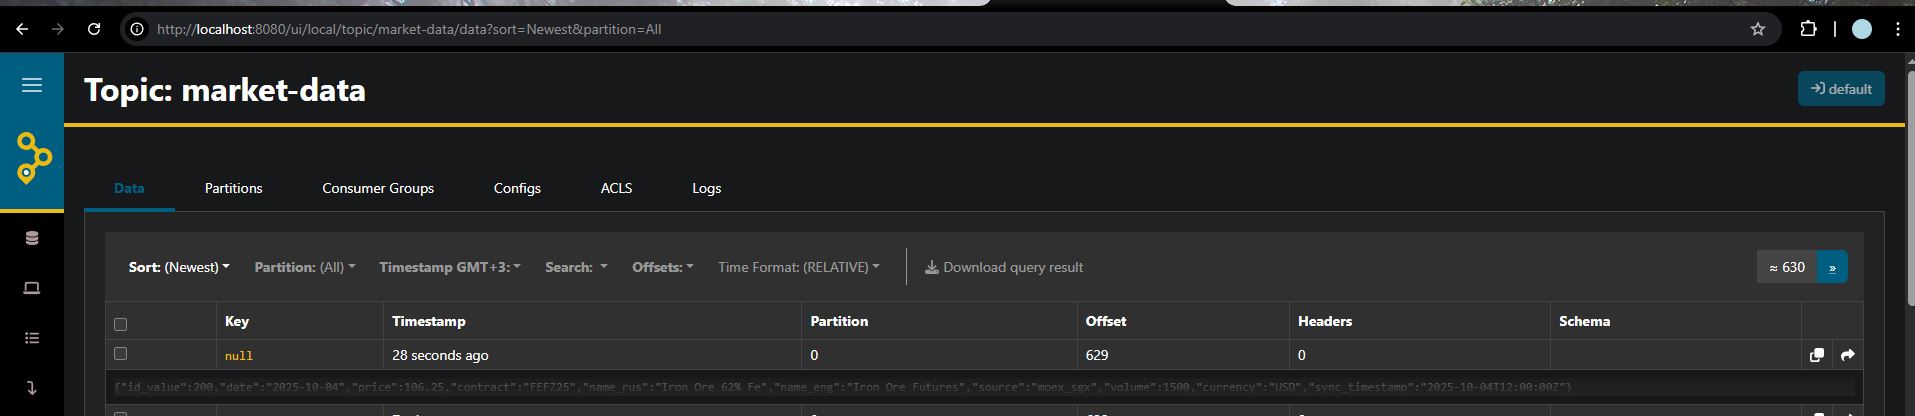 http://localhost:8080/ui/local/topic/market-data/data?sort=Newest&partition=All
Topic: market-data
default
Data Partitions Consumer Groups Configs ACLS Logs
Sort: (Newest) Partition: (All) Timestamp GMT+3: Search: Offsets: Time Format: (RELATIVE) Download query result ≈ 630 »
Key Timestamp Partition Offset Headers Schema
null 28 seconds ago 0 629 0
{"id_value":200,"date":"2025-10-04","price":106.25,"contract":"FEFZ25","name_rus":"Iron Ore 62% Fe","name_eng":"Iron Ore Futures","source":"moex_sgx","volume":1500,"currency":"USD","sync_timestamp":"2025-10-04T12:00:00Z"}